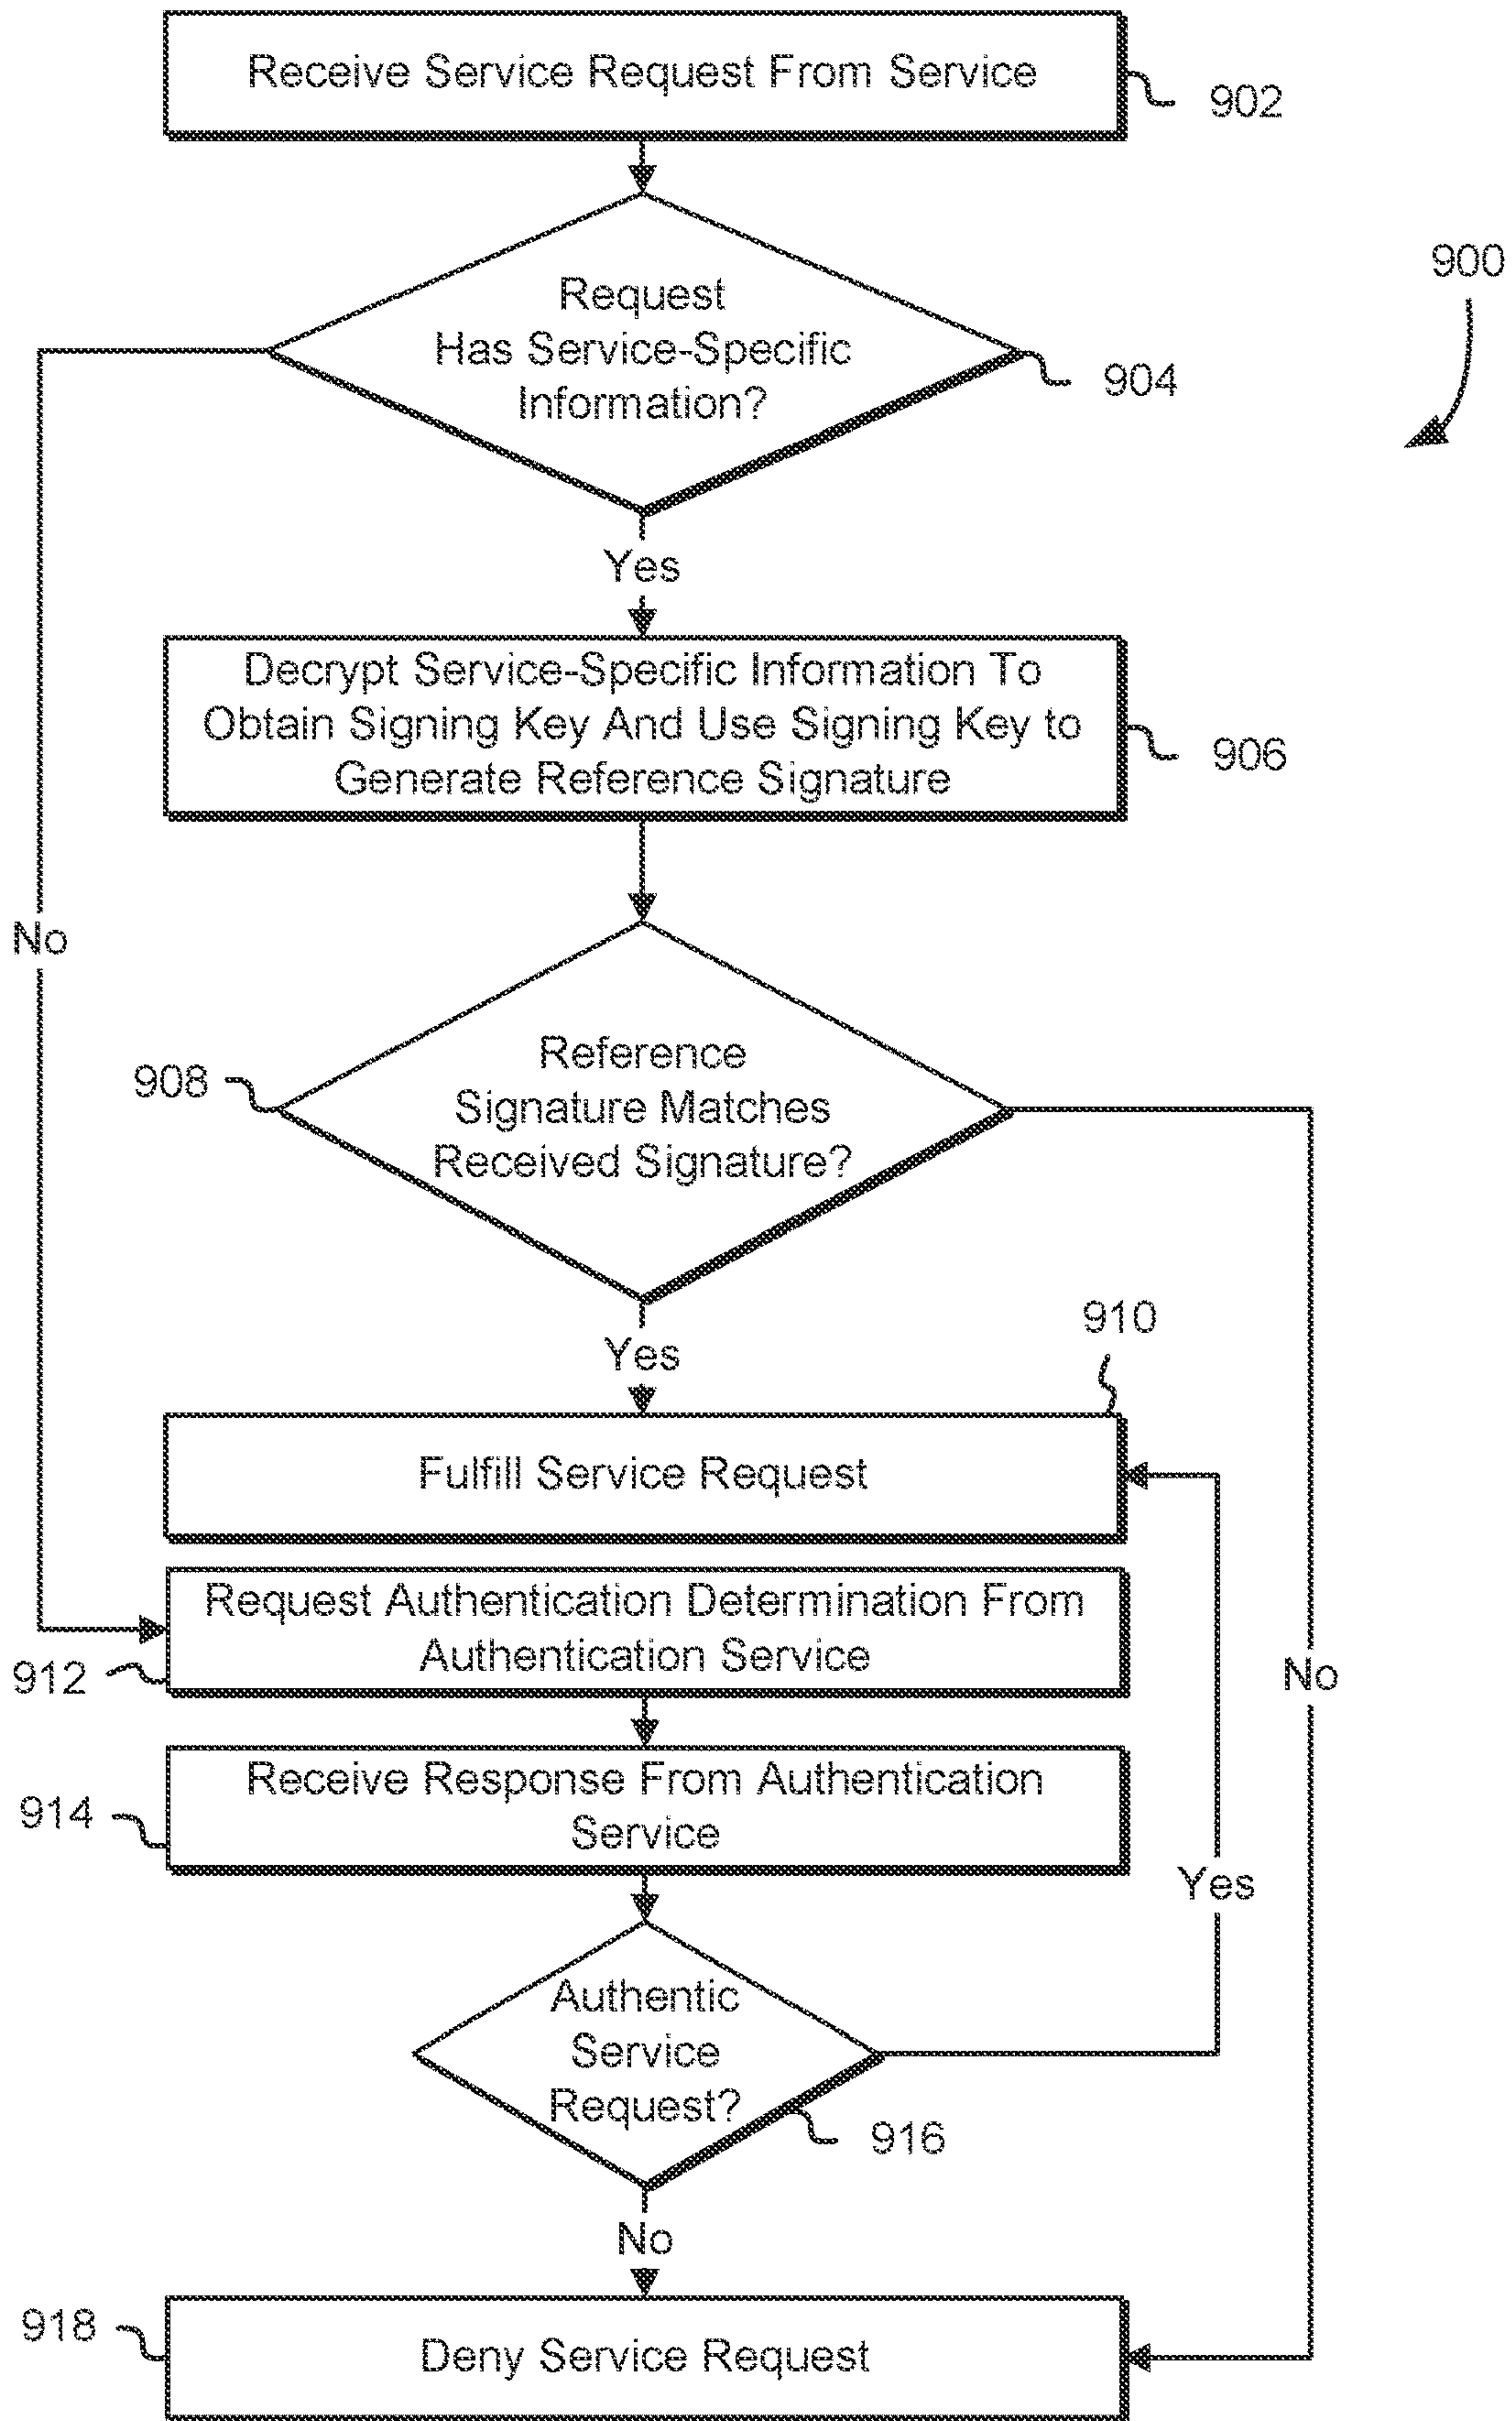 Receive Service Request From Service
902
900
Request
Has Service-Specific
Information?
904
Yes
Decrypt Service-Specific Information To
Obtain Signing Key And Use Signing Key to
Generate Reference Signature
906
No
Reference
Signature Matches
Received Signature?
908
Yes
910
Fulfill Service Request
Request Authentication Determination From
Authentication Service
912
No
Receive Response From Authentication
Service
914
Yes
Authentic
Service
Request?
916
No
918
Deny Service Request